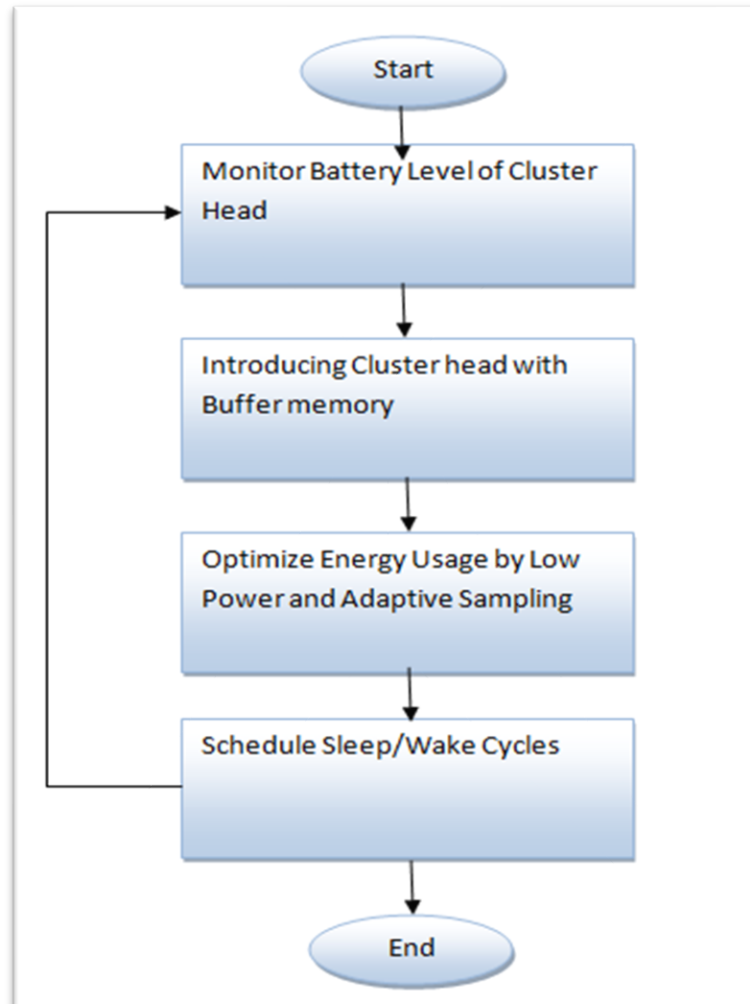 Start
Monitor Battery Level of Cluster
Head
Introducing Cluster head with
Buffer memory
Optimize Energy Usage by Low
Power and Adaptive Sampling
Schedule Sleep/Wake Cycles
End